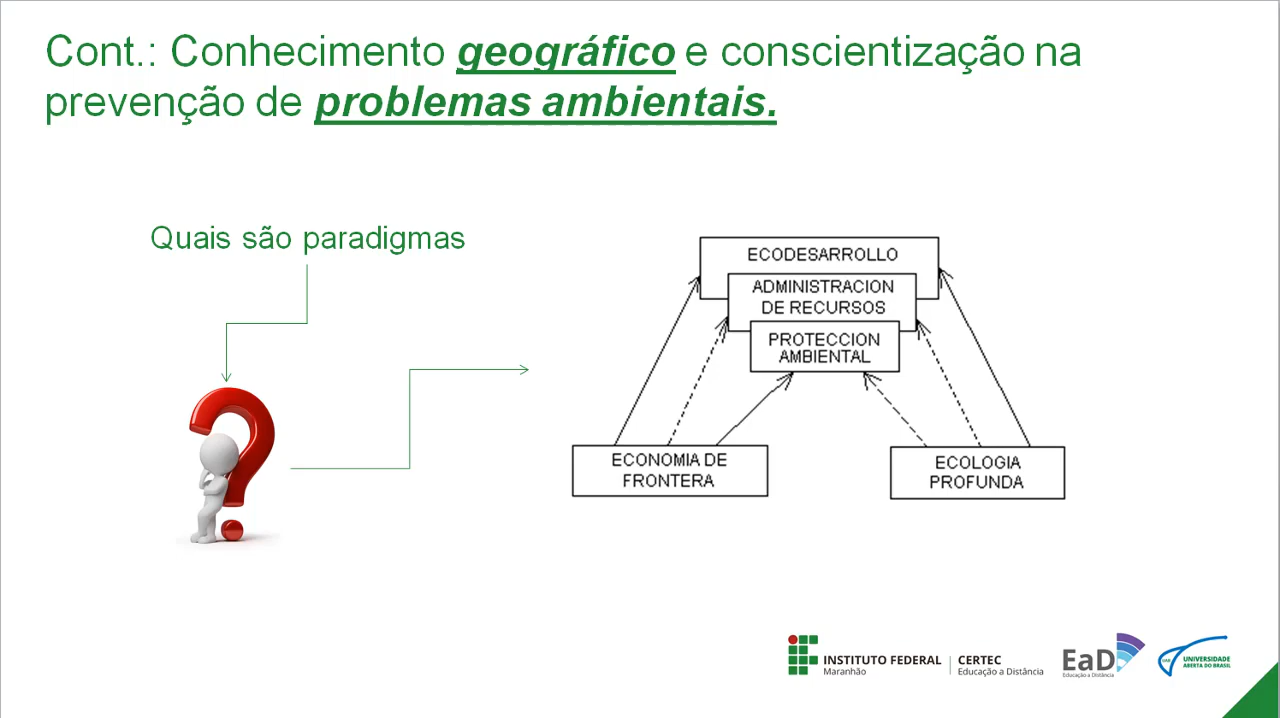 Cont.: Conhecimento geográfico e conscientização na
prevenção de problemas ambientais.
Quais são paradigmas
ECODESARROLLO
ADMINISTRACION
DE RECURSOS
PROTECCION
AMBIENTAL
ECONOMIA DE
FRONTERA
ECOLOGIA
PROFUNDA
INSTITUTO FEDERAL
Maranhão
CERTEC
Educação a Distância
EaD
Educação a Distância
UAB
UNIVERSIDADE
ABERTA DO BRASIL